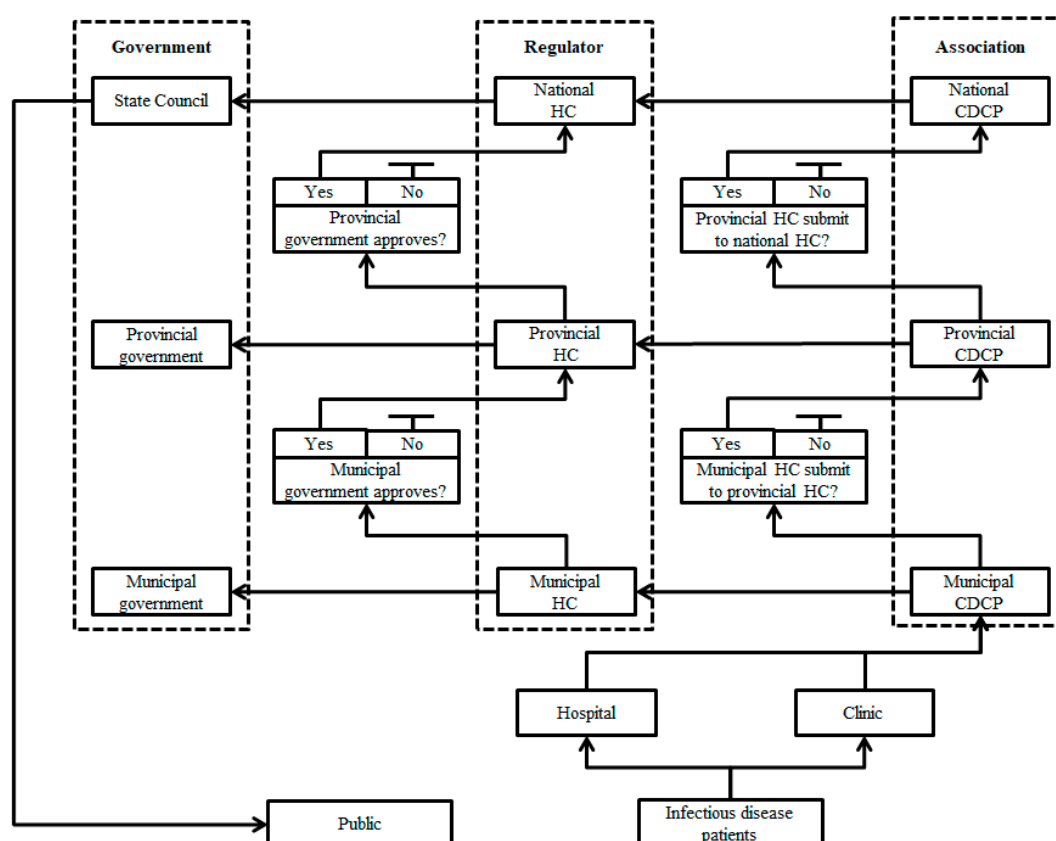 Government
Regulator
Association
State Council
National
HC
National
CDCP
Yes
No
Provincial
government approves?
Yes
No
Provincial HC submit
to national HC?
Provincial
government
Provincial
HC
Provincial
CDCP
Yes
No
Municipal
government approves?
Yes
No
Municipal HC submit
to provincial HC?
Municipal
government
Municipal
HC
Municipal
CDCP
Hospital
Clinic
Public
Infectious disease
patients